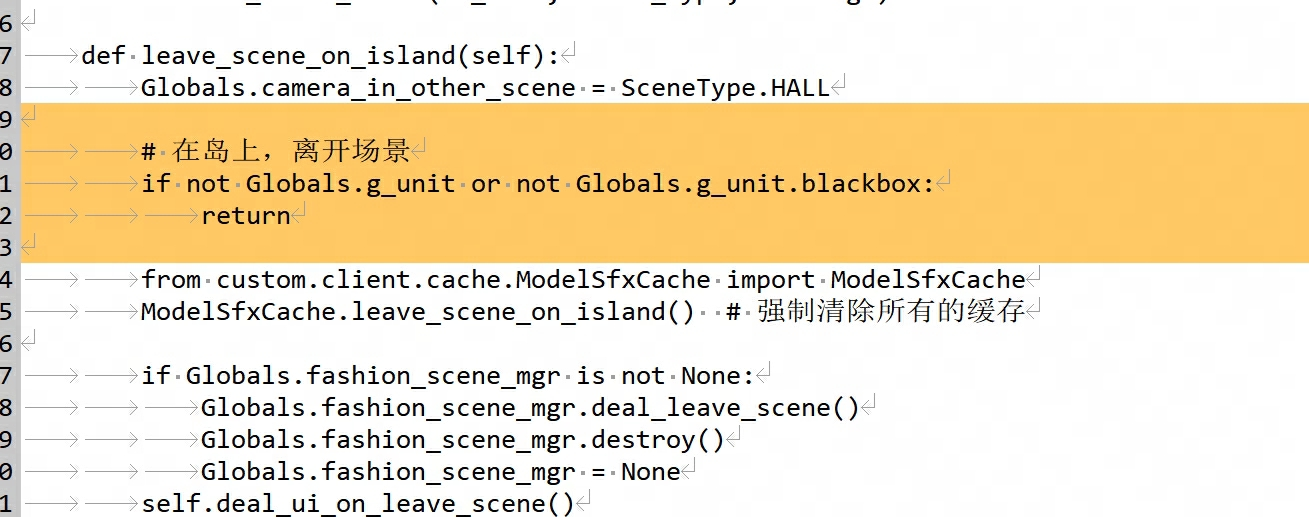 6
7 def leave_scene_on_island(self):
8 Globals.camera_in_other_scene = SceneType.HALL
9
0 # 在岛上，离开场景
1 if not Globals.g_unit or not Globals.g_unit.blackbox:
2 return
3
4 from custom.client.cache.ModelSfxCache import ModelSfxCache
5 ModelSfxCache.leave_scene_on_island()  # 强制清除所有的缓存
6
7 if Globals.fashion_scene_mgr is not None:
8 Globals.fashion_scene_mgr.deal_leave_scene()
9 Globals.fashion_scene_mgr.destroy()
0 Globals.fashion_scene_mgr = None
1 self.deal_ui_on_leave_scene()